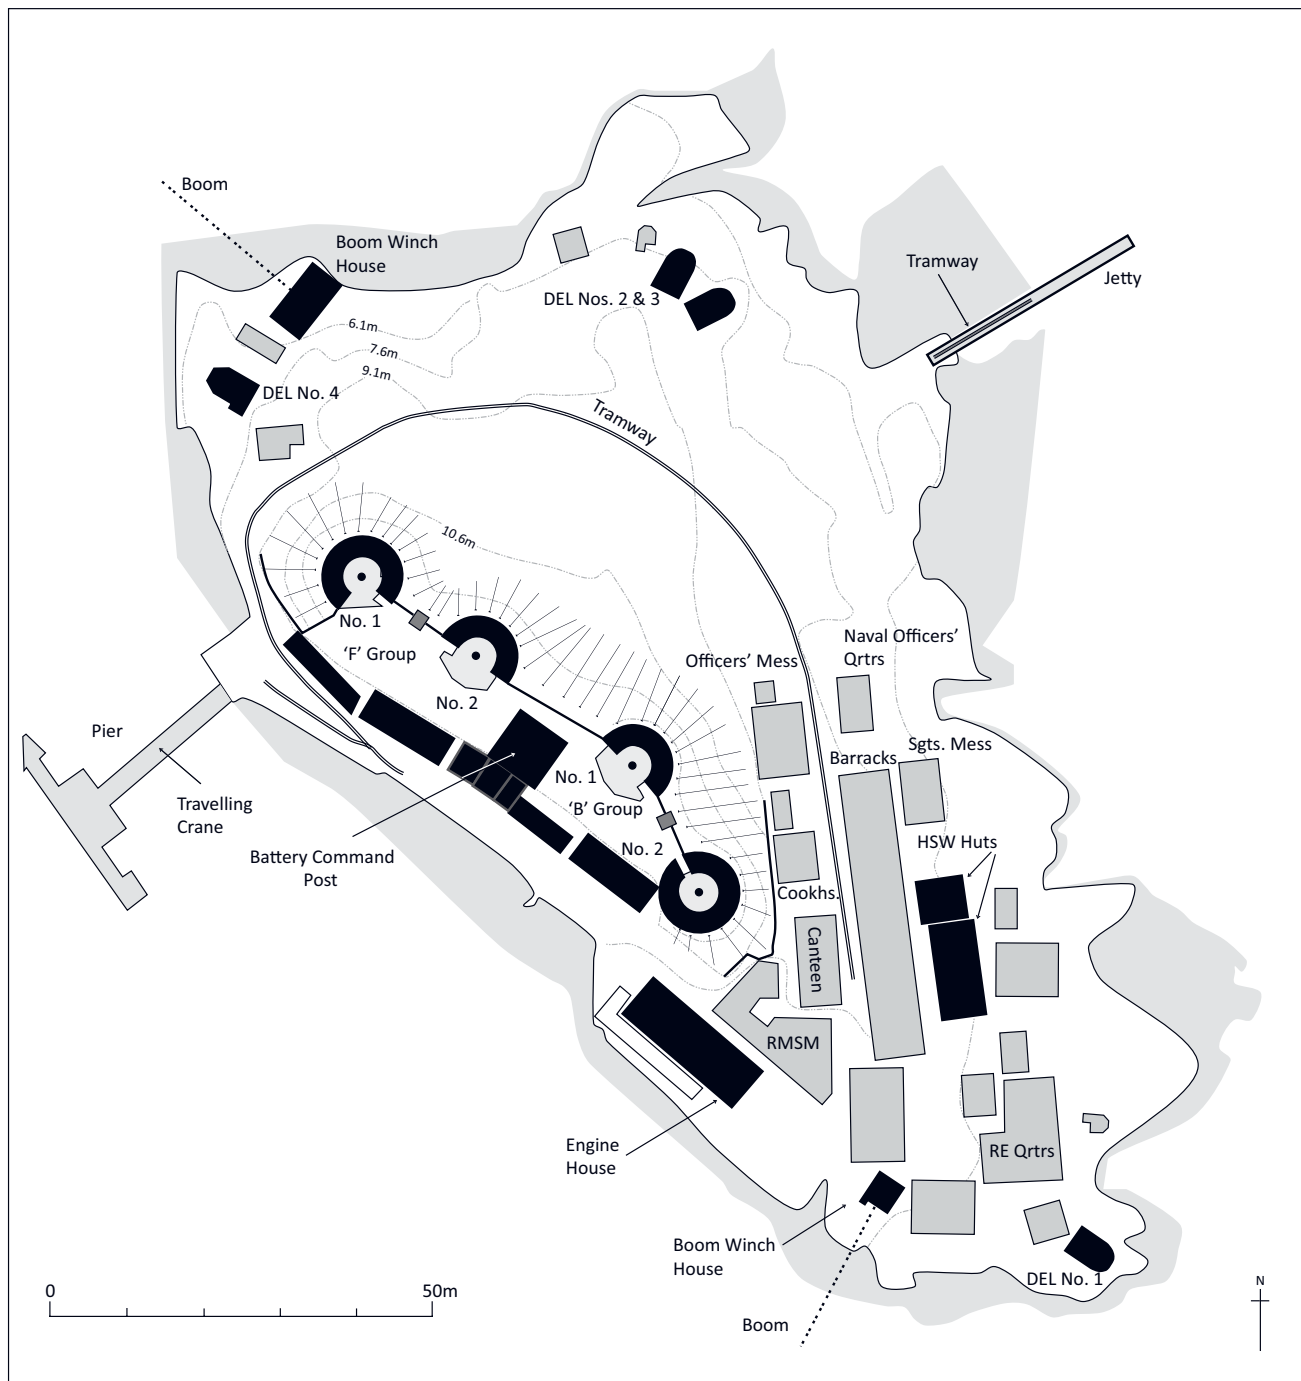 Boom
Boom Winch
House
Tramway
Jetty
DEL Nos. 2 & 3
6.1m
7.6m
9.1m
DEL No. 4
Tramway
10.6m
No. 1
'F' Group
No. 2
Naval Officers'
Qrtrs
Officers' Mess
Pier
Sgts. Mess
Barracks
No. 1
'B' Group
Travelling
Crane
HSW Huts
No. 2
Battery Command
Post
Cookhs.
Canteen
RMSM
Engine
House
RE Qrtrs
Boom Winch
House
DEL No. 1
N
0
50m
Boom